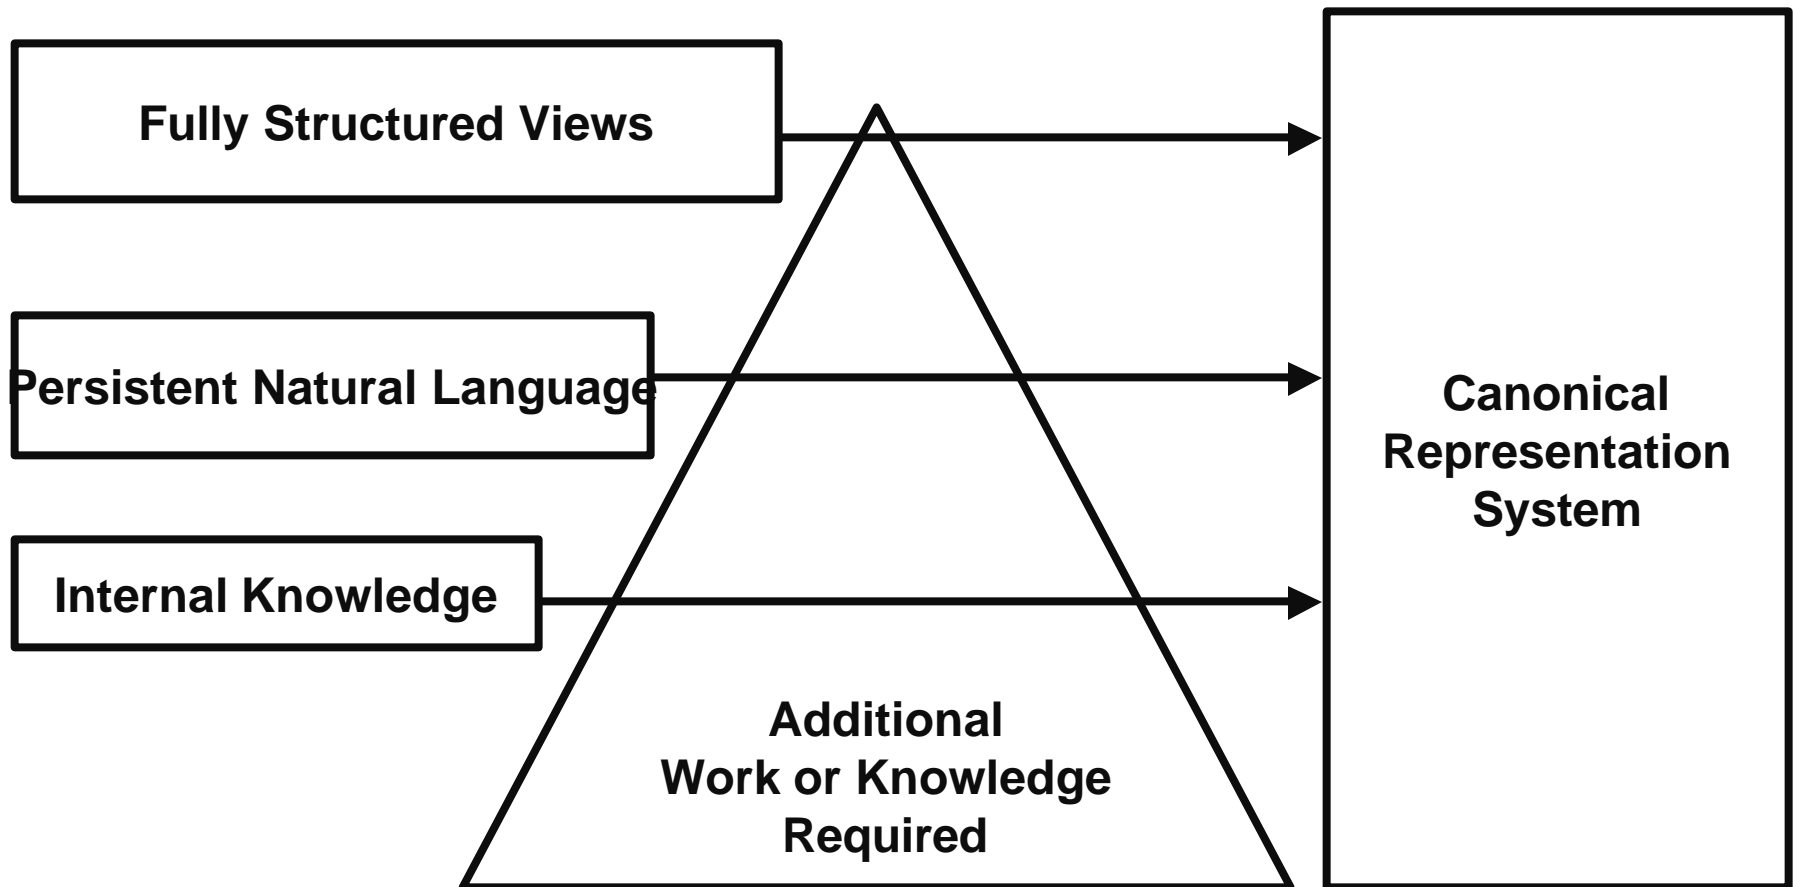 Fully Structured Views
Persistent Natural Language
Internal Knowledge
Additional
Work or Knowledge
Required
Canonical
Representation
System